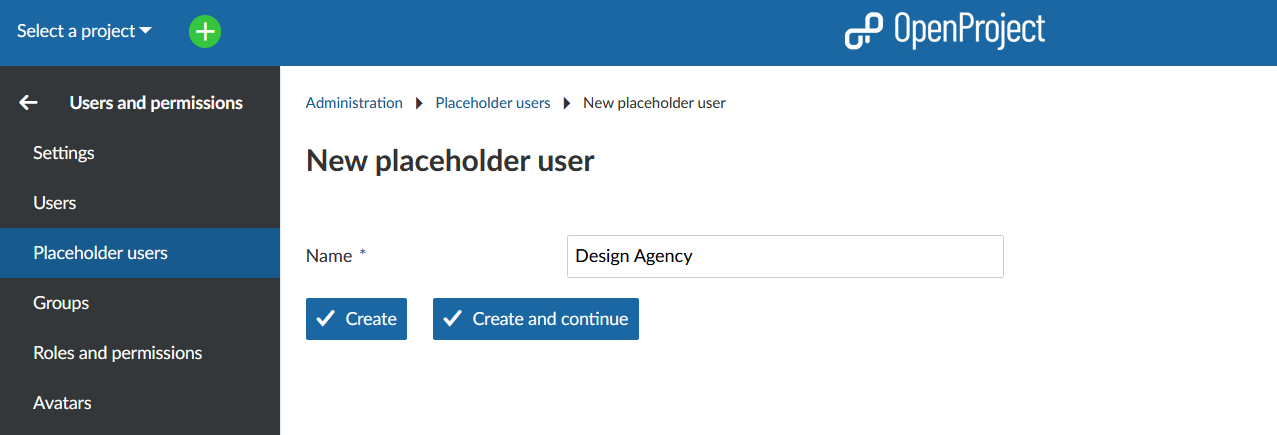 Select a project
OpenProject
Users and permissions
Settings
Users
Placeholder users
Groups
Roles and permissions
Avatars
Administration Placeholder users New placeholder user
New placeholder user
Name * Design Agency
Create Create and continue